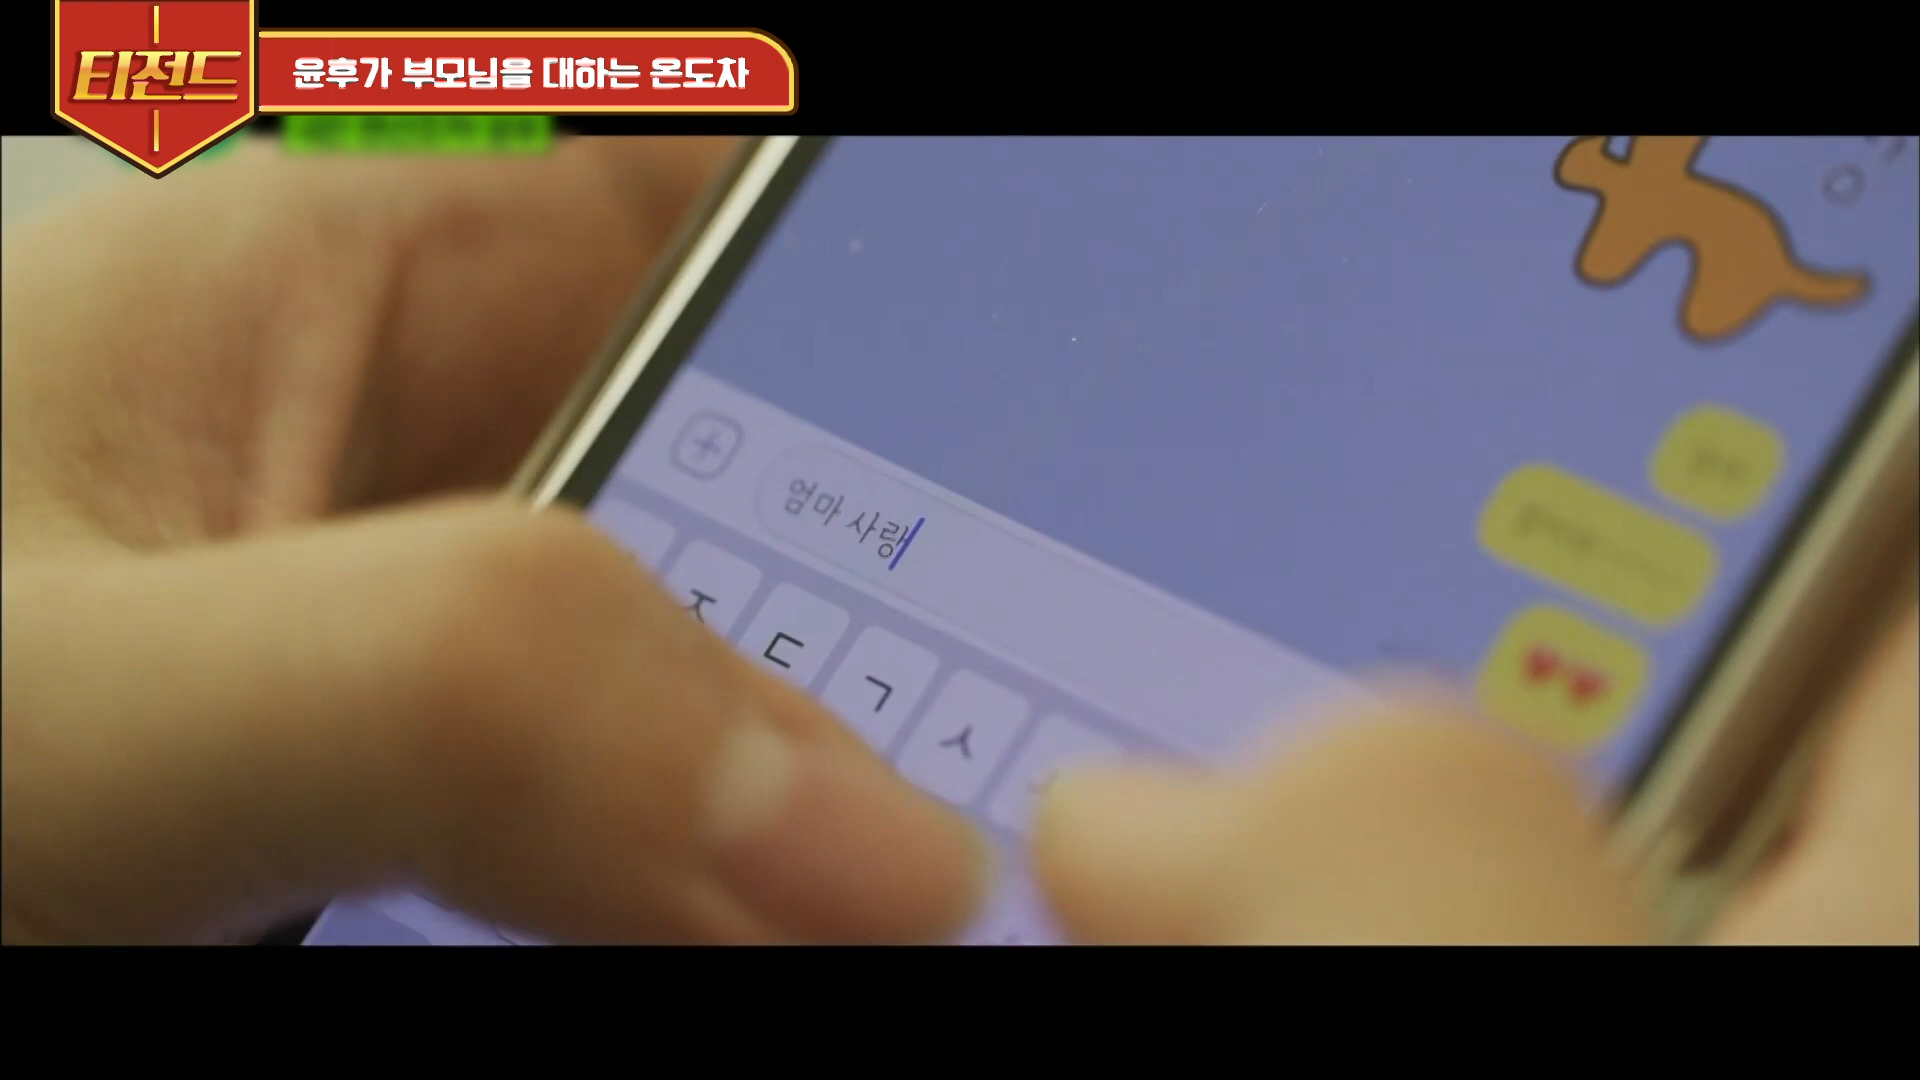 티전드
윤후가 부모님을 대하는 온도차
엄마 사랑
ㅈ
ㄷ
ㄱ
ㅅ